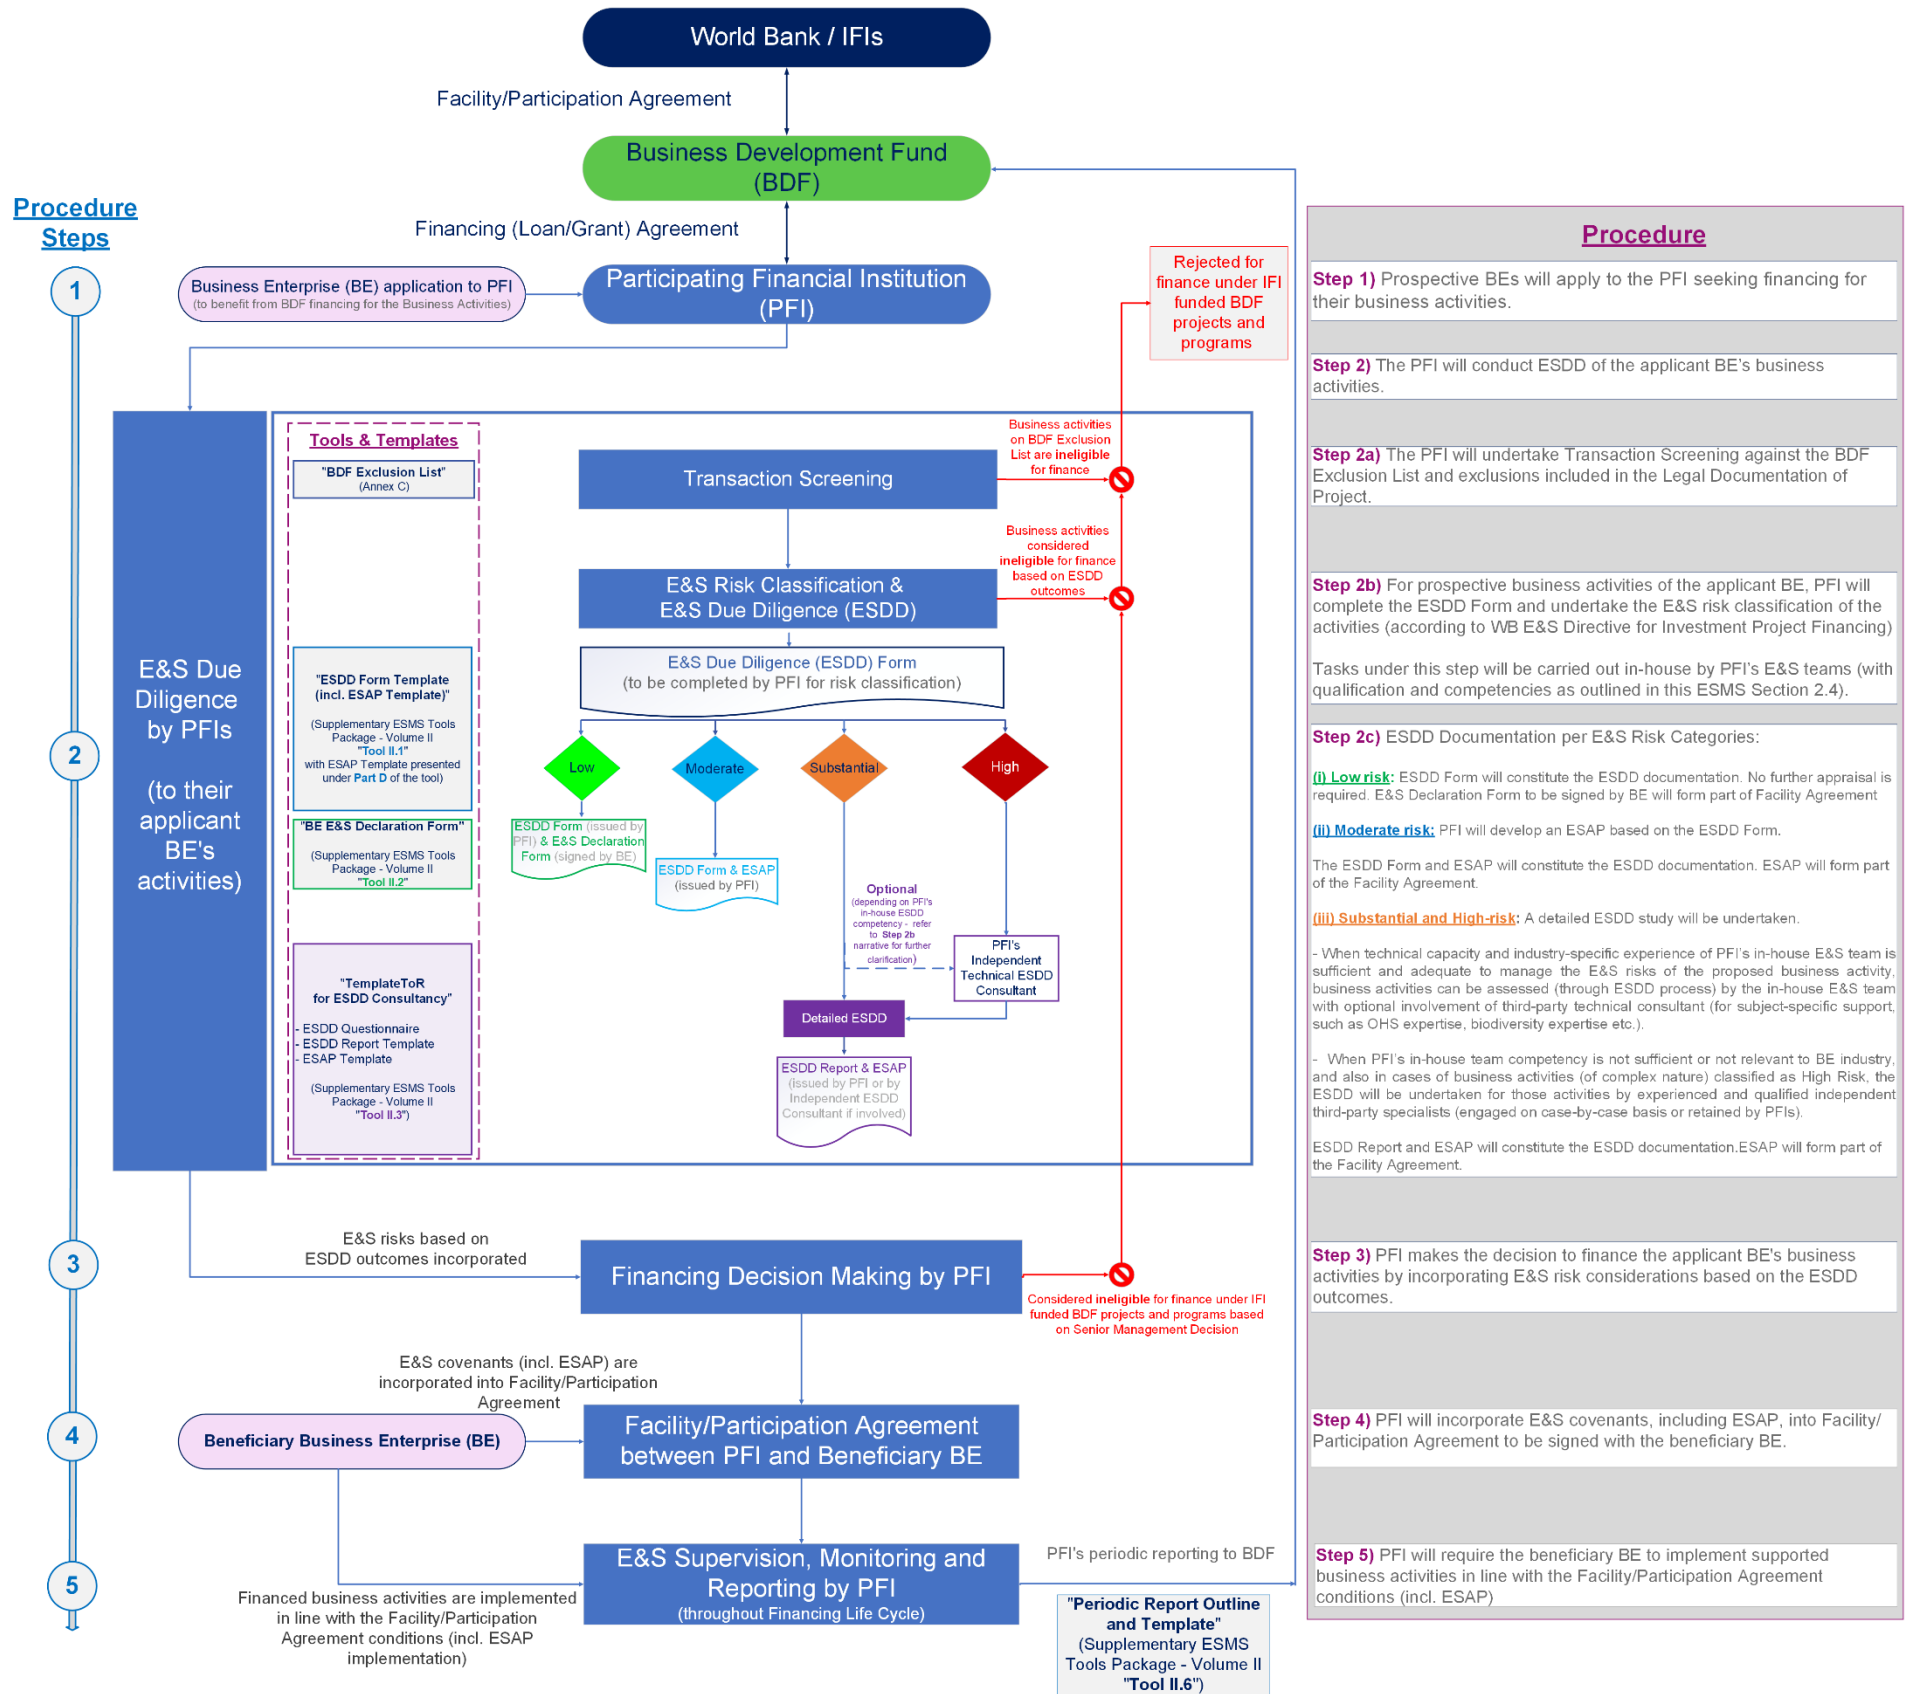 World Bank / IFIs
Facility/Participation Agreement
Business Development Fund
(BDF)
Procedure
Steps
Financing (Loan/Grant) Agreement
1
Business Enterprise (BE) application to PFI
(to benefit from BDF financing for the Business Activities)
Participating Financial Institution
(PFI)
Rejected for
finance under IFI
funded BDF
projects and
programs
E&S Due
Diligence
by PFIs
(to their
applicant
BE's
activities)
Tools & Templates
"BDF Exclusion List"
(Annex C)
"ESDD Form Template
(incl. ESAP Template)"
(Supplementary ESMS Tools
Package - Volume II
"Tool II.1"
with ESAP Template presented
under Part D of the tool)
"BE E&S Declaration Form"
(Supplementary ESMS Tools
Package - Volume II
"Tool II.2"
"TemplateToR
for ESDD Consultancy"
- ESDD Questionnaire
- ESDD Report Template
- ESAP Template
(Supplementary ESMS Tools
Package - Volume II
"Tool II.3")
Transaction Screening
Business activities
on BDF Exclusion
List are ineligible
for finance
E&S Risk Classification &
E&S Due Diligence (ESDD)
Business activities
considered
ineligible for finance
based on ESDD
outcomes
E&S Due Diligence (ESDD) Form
(to be completed by PFI for risk classification)
2
Low
Moderate
Substantial
High
ESDD Form (issued by
PFI) & E&S Declaration
Form (signed by BE)
ESDD Form & ESAP
(issued by PFI)
Optional
(depending on PFI's
in-house ESDD
competency - refer
to Step 2b
narrative for further
clarification)
PFI's
Independent
Technical ESDD
Consultant
Detailed ESDD
ESDD Report & ESAP
(issued by PFI or by
Independent ESDD
Consultant if involved)
3
E&S risks based on
ESDD outcomes incorporated
Financing Decision Making by PFI
Considered ineligible for finance under IFI
funded BDF projects and programs based
on Senior Management Decision
E&S covenants (incl. ESAP) are
incorporated into Facility/Participation
Agreement
4
Beneficiary Business Enterprise (BE)
Facility/Participation Agreement
between PFI and Beneficiary BE
5
E&S Supervision, Monitoring and
Reporting by PFI
(throughout Financing Life Cycle)
PFI's periodic reporting to BDF
Financed business activities are implemented
in line with the Facility/Participation
Agreement conditions (incl. ESAP
implementation)
"Periodic Report Outline
and Template"
(Supplementary ESMS
Tools Package - Volume II
"Tool II.6")
Procedure
Step 1) Prospective BEs will apply to the PFI seeking financing for
their business activities.
Step 2) The PFI will conduct ESDD of the applicant BE's business
activities.
Step 2a) The PFI will undertake Transaction Screening against the BDF
Exclusion List and exclusions included in the Legal Documentation of
Project.
Step 2b) For prospective business activities of the applicant BE, PFI will
complete the ESDD Form and undertake the E&S risk classification of the
activities (according to WB E&S Directive for Investment Project Financing)
Tasks under this step will be carried out in-house by PFI's E&S teams (with
qualification and competencies as outlined in this ESMS Section 2.4).
Step 2c) ESDD Documentation per E&S Risk Categories:
(i) Low risk: ESDD Form will constitute the ESDD documentation. No further appraisal is
required. E&S Declaration Form to be signed by BE will form part of Facility Agreement
(ii) Moderate risk: PFI will develop an ESAP based on the ESDD Form.
The ESDD Form and ESAP will constitute the ESDD documentation. ESAP will form part
of the Facility Agreement.
(iii) Substantial and High-risk: A detailed ESDD study will be undertaken.
- When technical capacity and industry-specific experience of PFI's in-house E&S team is
sufficient and adequate to manage the E&S risks of the proposed business activity,
business activities can be assessed (through ESDD process) by the in-house E&S team
with optional involvement of third-party technical consultant (for subject-specific support,
such as OHS expertise, biodiversity expertise etc.).
- When PFI's in-house team competency is not sufficient or not relevant to BE industry,
and also in cases of business activities (of complex nature) classified as High Risk, the
ESDD will be undertaken for those activities by experienced and qualified independent
third-party specialists (engaged on case-by-case basis or retained by PFIs).
ESDD Report and ESAP will constitute the ESDD documentation.ESAP will form part of
the Facility Agreement.
Step 3) PFI makes the decision to finance the applicant BE's business
activities by incorporating E&S risk considerations based on the ESDD
outcomes.
Step 4) PFI will incorporate E&S covenants, including ESAP, into Facility/
Participation Agreement to be signed with the beneficiary BE.
Step 5) PFI will require the beneficiary BE to implement supported
business activities in line with the Facility/Participation Agreement
conditions (incl. ESAP)